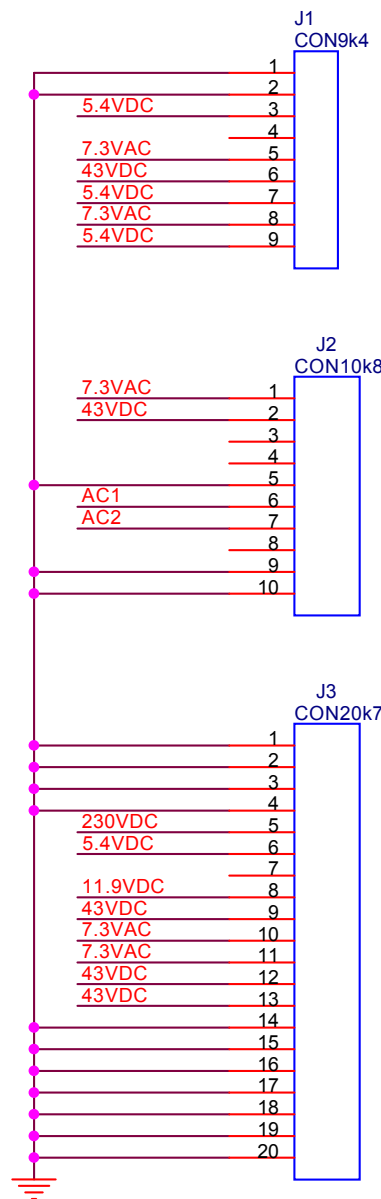 J1
CON9k4
1
2
5.4VDC 3
4
7.3VAC 5
43VDC 6
5.4VDC 7
7.3VAC 8
5.4VDC 9
J2
CON10k8
7.3VAC 1
43VDC 2
3
4
5
AC1 6
AC2 7
8
9
10
J3
CON20k7
1
2
3
4
230VDC 5
5.4VDC 6
7
11.9VDC 8
43VDC 9
7.3VAC 10
7.3VAC 11
43VDC 12
43VDC 13
14
15
16
17
18
19
20